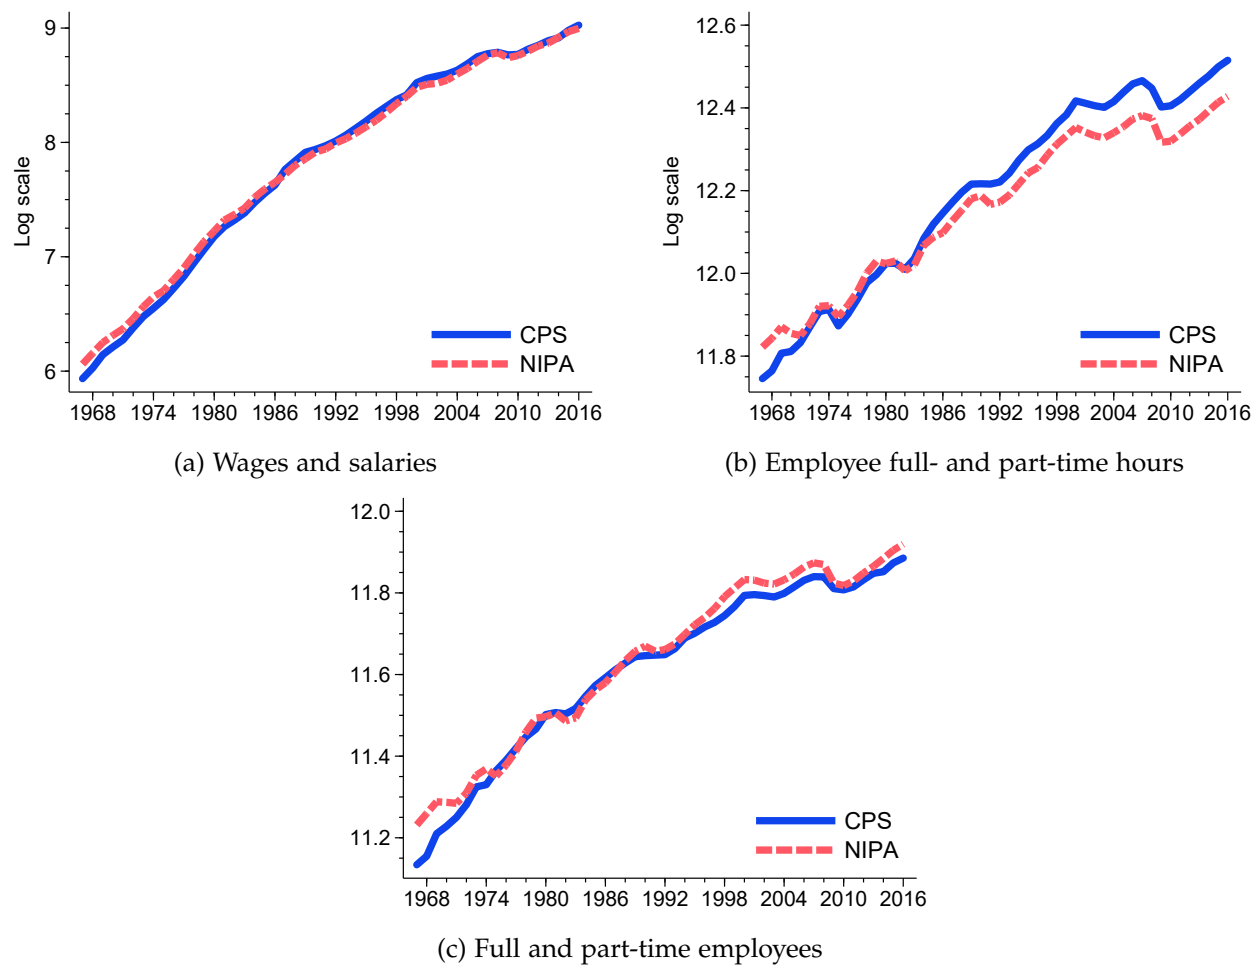 9
8
7
6
Log scale
CPS
NIPA
1968 1974 1980 1986 1992 1998 2004 2010 2016
(a) Wages and salaries
12.6
12.4
12.2
12.0
11.8
Log scale
CPS
NIPA
1968 1974 1980 1986 1992 1998 2004 2010 2016
(b) Employee full- and part-time hours
12.0
11.8
11.6
11.4
11.2
CPS
NIPA
1968 1974 1980 1986 1992 1998 2004 2010 2016
(c) Full and part-time employees